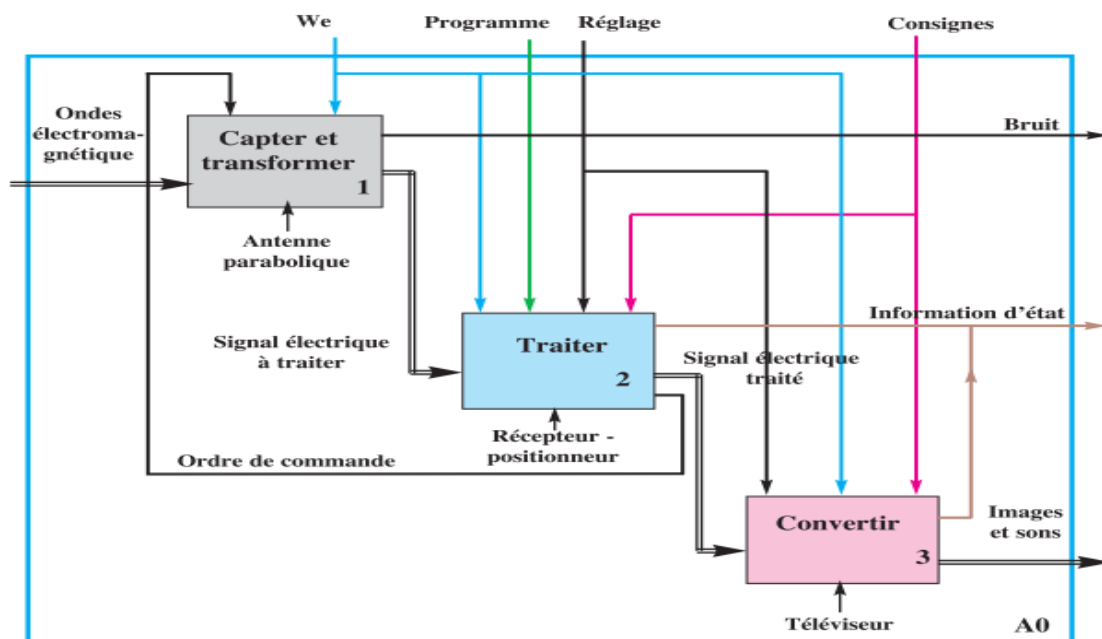 We
Programme
Réglage
Consignes
Ondes
électroma-
gnétique
Capter et
transformer
1
Bruit
Antenne
parabolique
Signal électrique
à traiter
Traiter
2
Information d'état
Signal électrique
traité
Récepteur -
positionneur
Ordre de commande
Convertir
3
Images
et sons
Téléviseur
A0